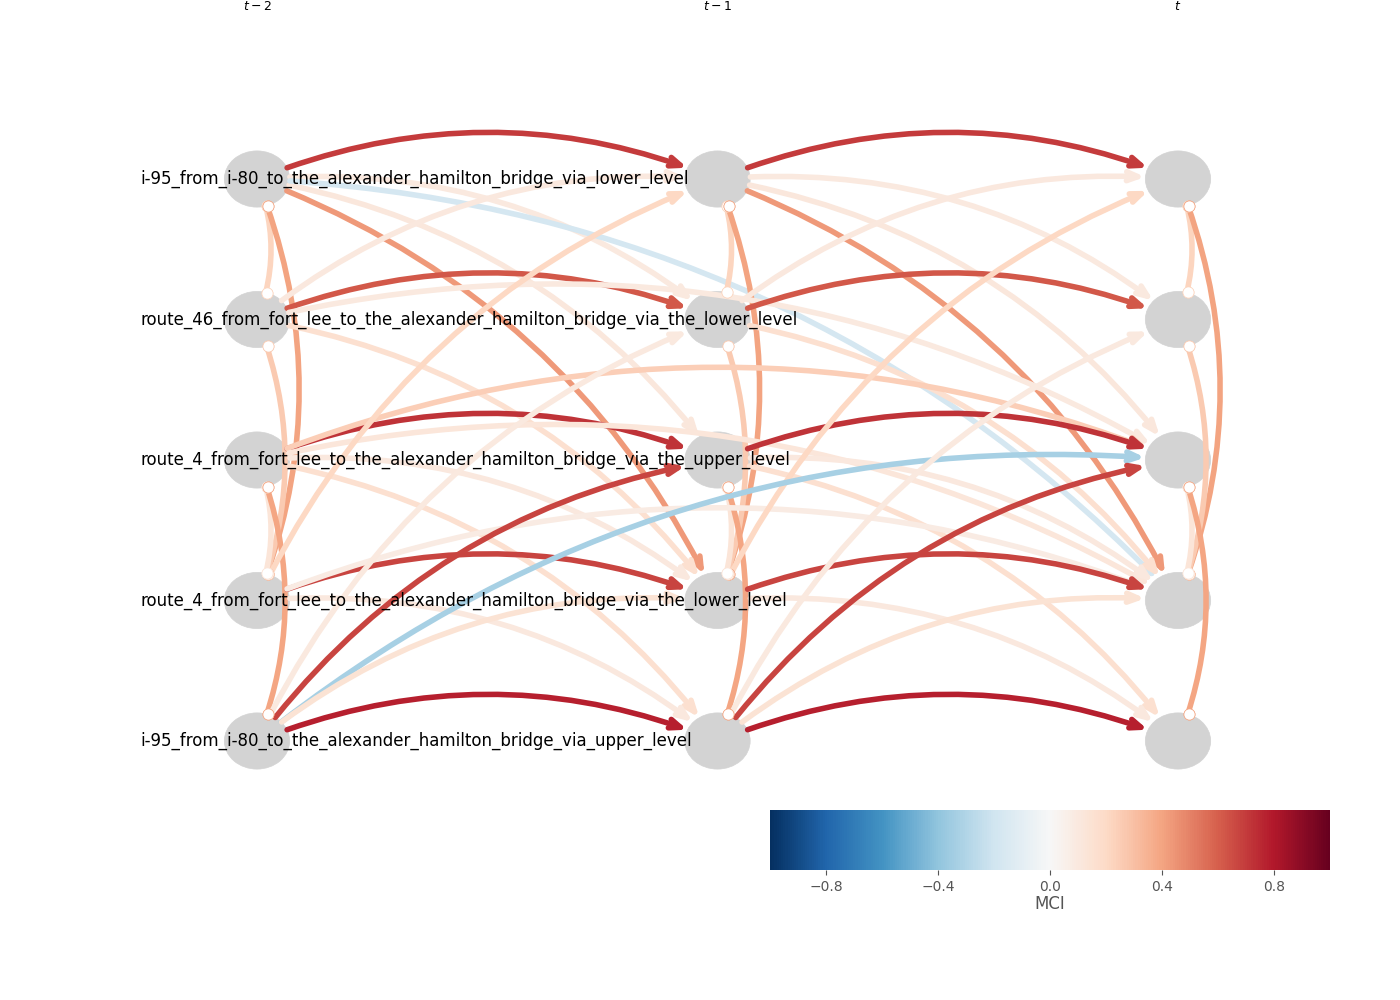 t − 2
t − 1
t
i-95_from_i-80_to_the_alexander_hamilton_bridge_via_lower_level
route_46_from_fort_lee_to_the_alexander_hamilton_bridge_via_the_lower_level
route_4_from_fort_lee_to_the_alexander_hamilton_bridge_via_the_upper_level
route_4_from_fort_lee_to_the_alexander_hamilton_bridge_via_the_lower_level
i-95_from_i-80_to_the_alexander_hamilton_bridge_via_upper_level
−0.8 −0.4 0.0 0.4 0.8
MCI